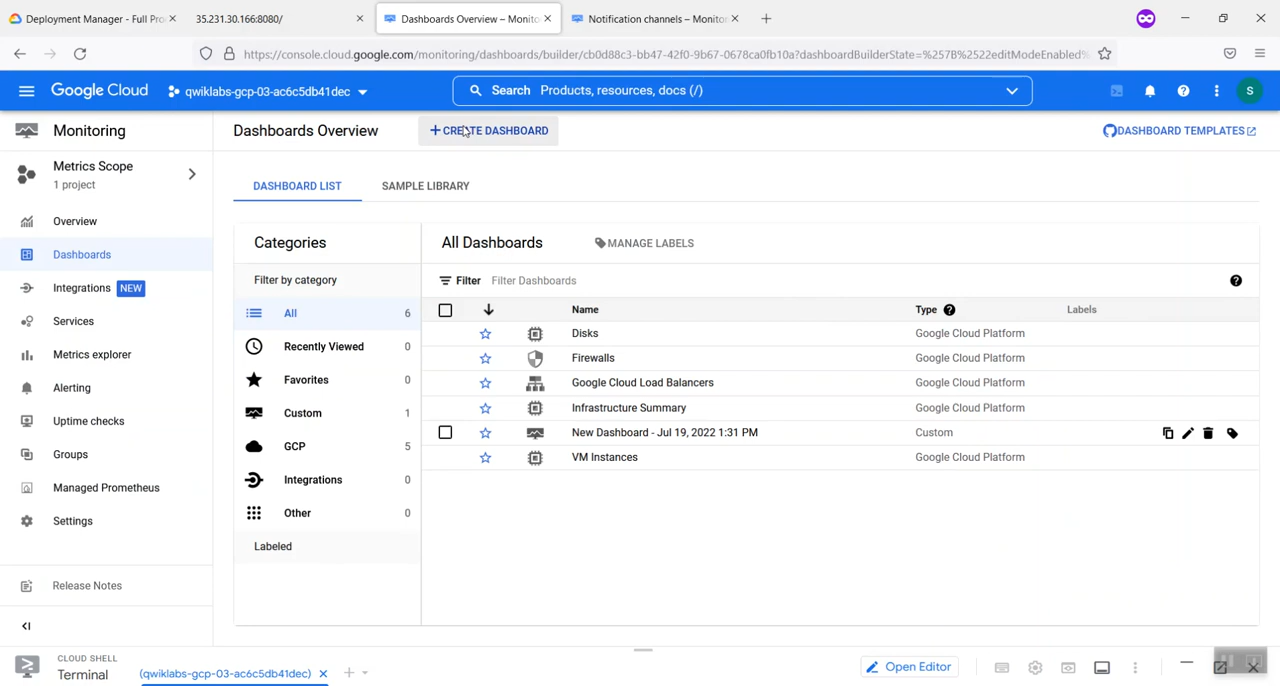 Deployment Manager - Full Pro
35.231.30.166:8080/
Dashboards Overview – Monito
Notification channels – Monito
https://console.cloud.google.com/monitoring/dashboards/builder/cb0d88c3-bb47-42f0-9b67-0678ca0fb10a?dashboardBuilderState=%257B%2522editModeEnabled%
Google Cloud
qwiklabs-gcp-03-ac6c5db41dec
Search Products, resources, docs (/)
S
Monitoring
Dashboards Overview
CREATE DASHBOARD
DASHBOARD TEMPLATES
Metrics Scope
1 project
Overview
Dashboards
Integrations NEW
Services
Metrics explorer
Alerting
Uptime checks
Groups
Managed Prometheus
Settings
Release Notes
DASHBOARD LIST
SAMPLE LIBRARY
Categories
Filter by category
All 6
Recently Viewed 0
Favorites 0
Custom 1
GCP 5
Integrations 0
Other 0
Labeled
All Dashboards
MANAGE LABELS
Filter Filter Dashboards
Name Type Labels
Disks Google Cloud Platform
Firewalls Google Cloud Platform
Google Cloud Load Balancers Google Cloud Platform
Infrastructure Summary Google Cloud Platform
New Dashboard - Jul 19, 2022 1:31 PM Custom
VM Instances Google Cloud Platform
CLOUD SHELL
Terminal
(qwiklabs-gcp-03-ac6c5db41dec)
Open Editor